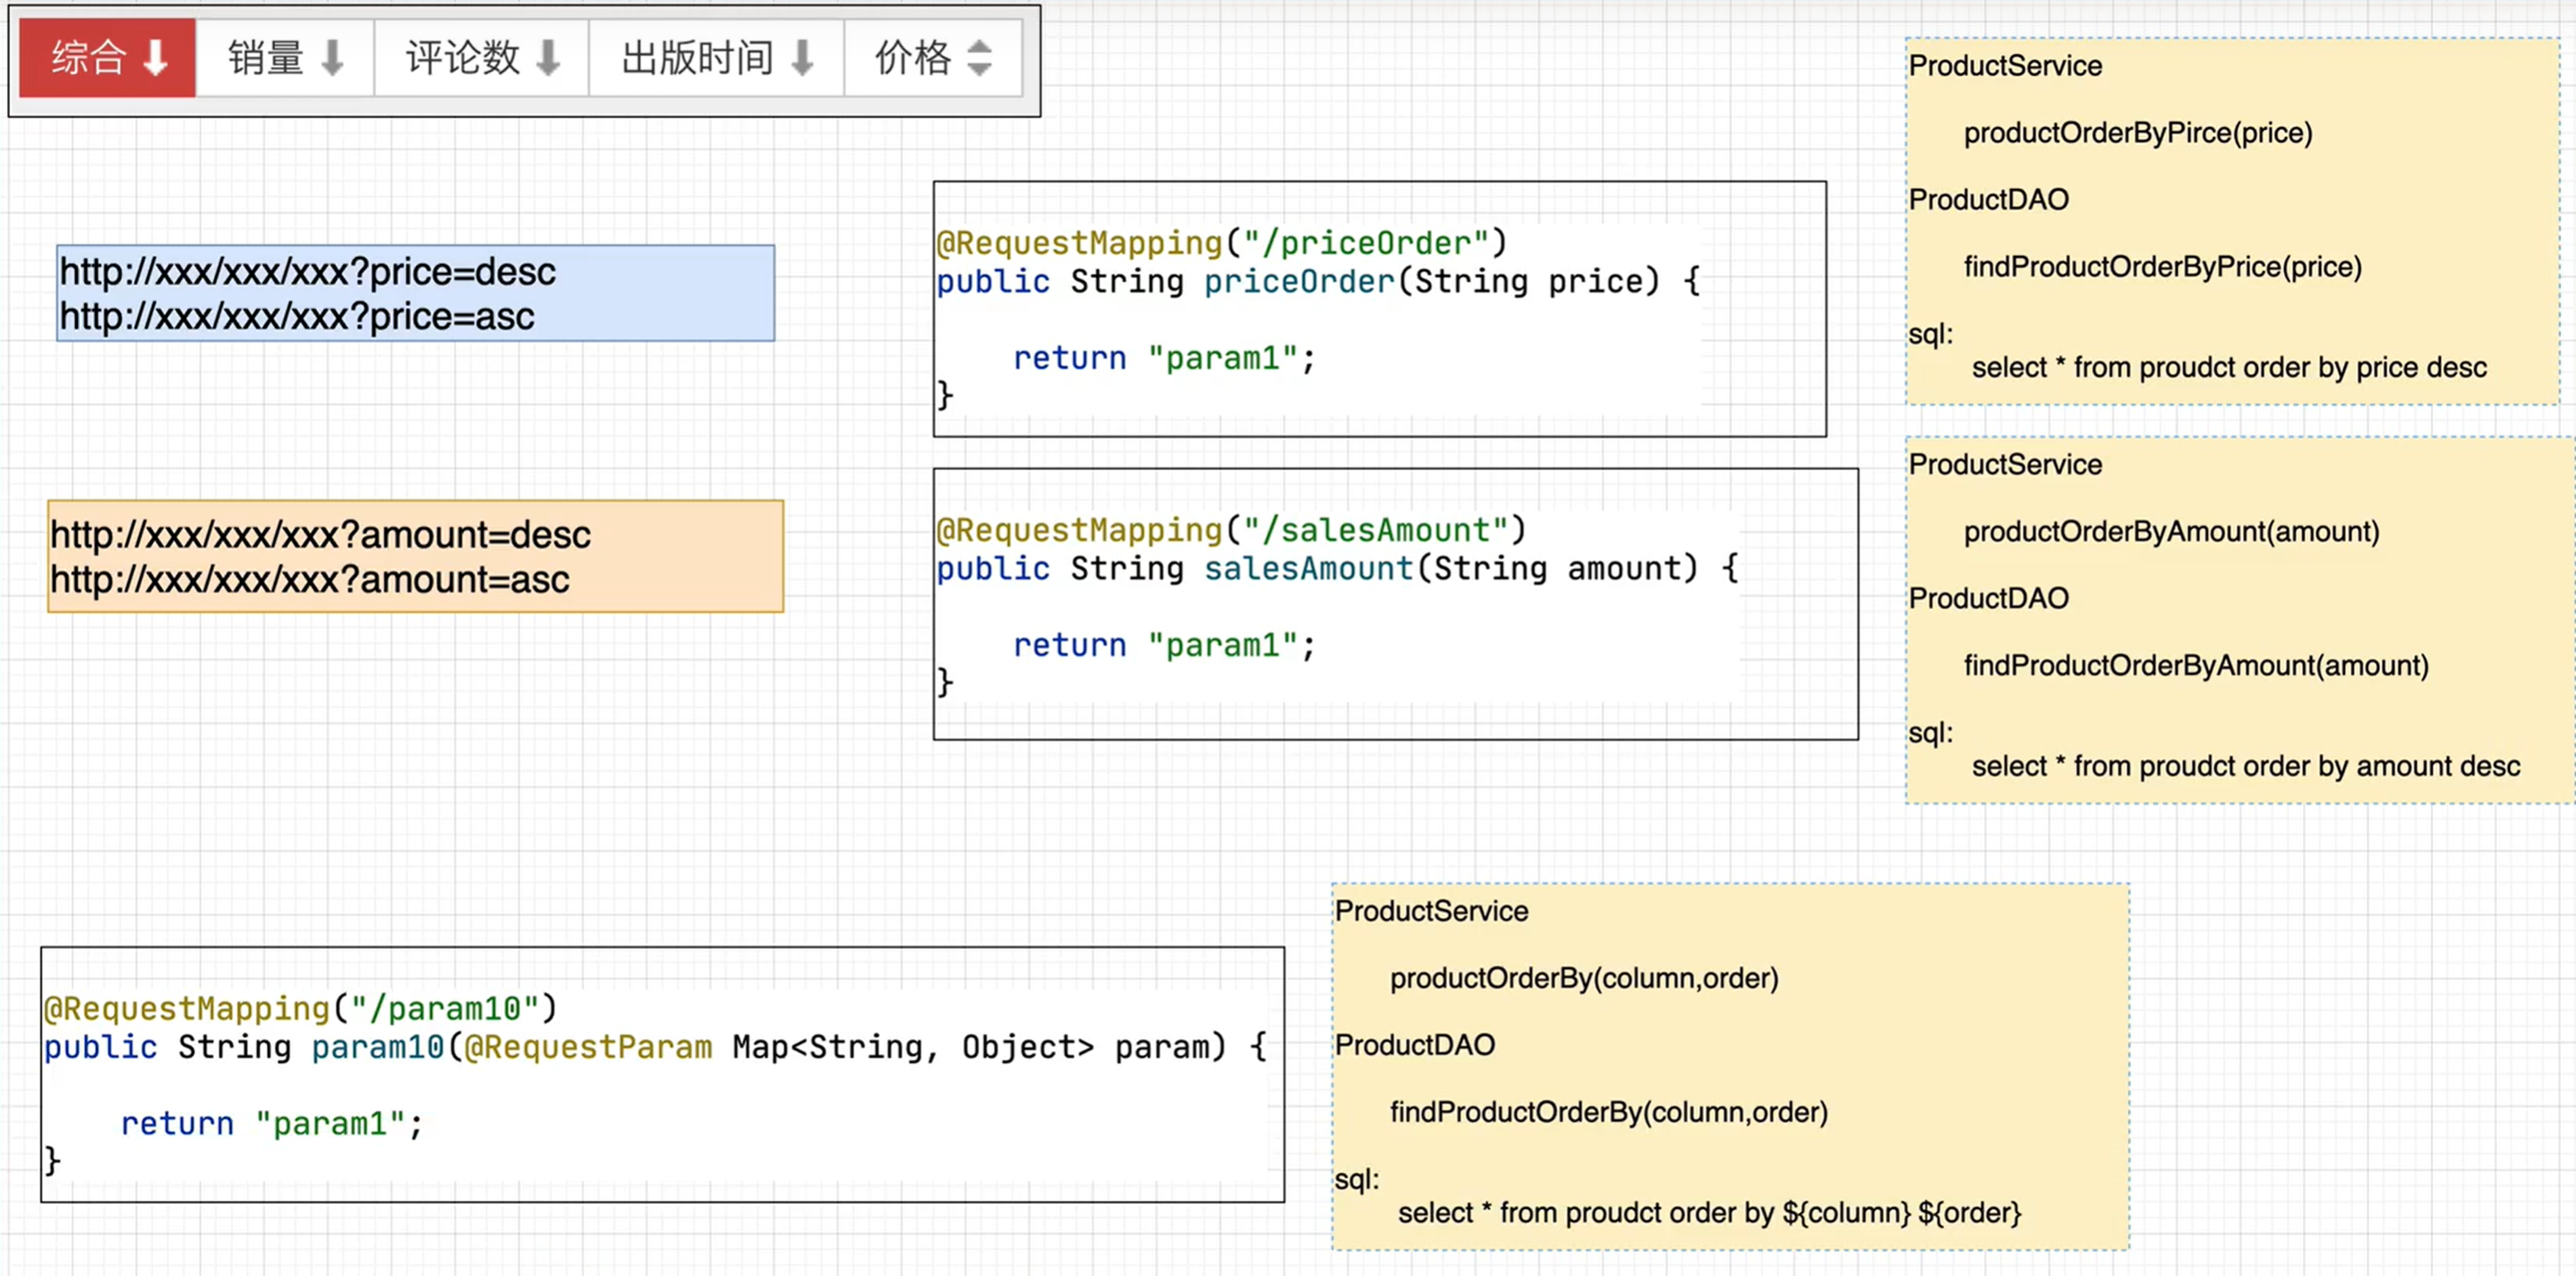 综合 销量 评论数 出版时间 价格
http://xxx/xxx/xxx?price=desc
http://xxx/xxx/xxx?price=asc
@RequestMapping("/priceOrder")
public String priceOrder(String price) {
return "param1";
}
ProductService
productOrderByPirce(price)
ProductDAO
findProductOrderByPrice(price)
sql:
select * from proudct order by price desc
http://xxx/xxx/xxx?amount=desc
http://xxx/xxx/xxx?amount=asc
@RequestMapping("/salesAmount")
public String salesAmount(String amount) {
return "param1";
}
ProductService
productOrderByAmount(amount)
ProductDAO
findProductOrderByAmount(amount)
sql:
select * from proudct order by amount desc
@RequestMapping("/param10")
public String param10(@RequestParam Map<String, Object> param) {
return "param1";
}
ProductService
productOrderBy(column,order)
ProductDAO
findProductOrderBy(column,order)
sql:
select * from proudct order by ${column} ${order}